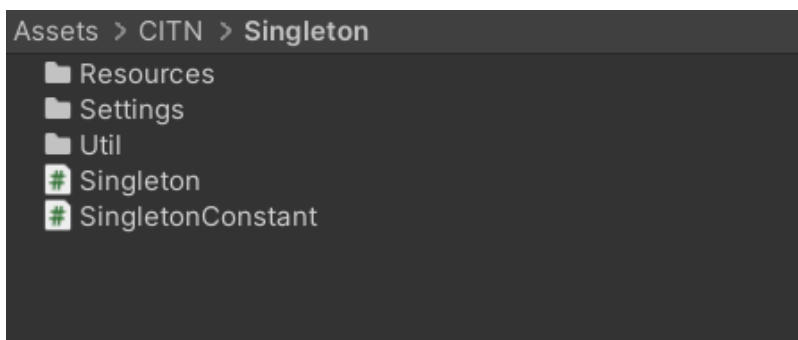 Assets > CITN > Singleton
Resources
Settings
Util
# Singleton
# SingletonConstant